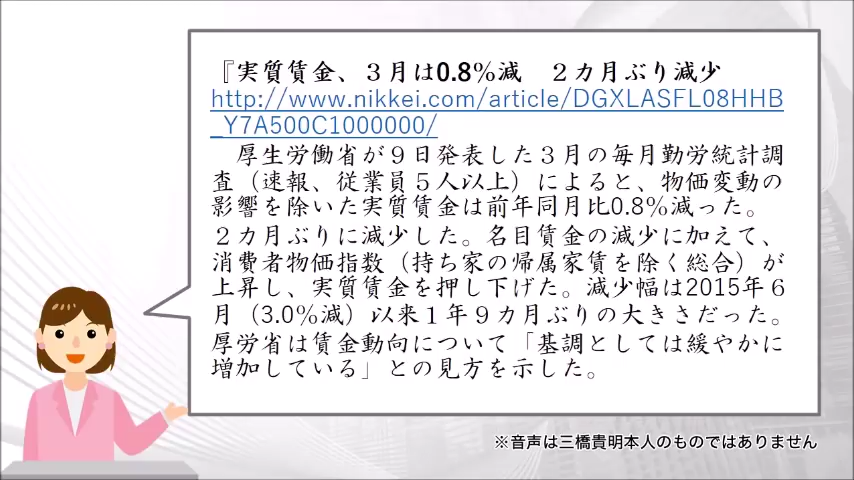 『実質賃金、３月は0.8％減　２カ月ぶり減少
http://www.nikkei.com/article/DGXLASFL08HHB
_Y7A500C1000000/
　厚生労働省が９日発表した３月の毎月勤労統計調
査（速報、従業員５人以上）によると、物価変動の
影響を除いた実質賃金は前年同月比0.8％減った。
２カ月ぶりに減少した。名目賃金の減少に加えて、
消費者物価指数（持ち家の帰属家賃を除く総合）が
上昇し、実質賃金を押し下げた。減少幅は2015年６
月（3.0％減）以来１年９カ月ぶりの大きさだった。
厚労省は賃金動向について「基調としては緩やかに
増加している」との見方を示した。
※音声は三橋貴明本人のものではありません